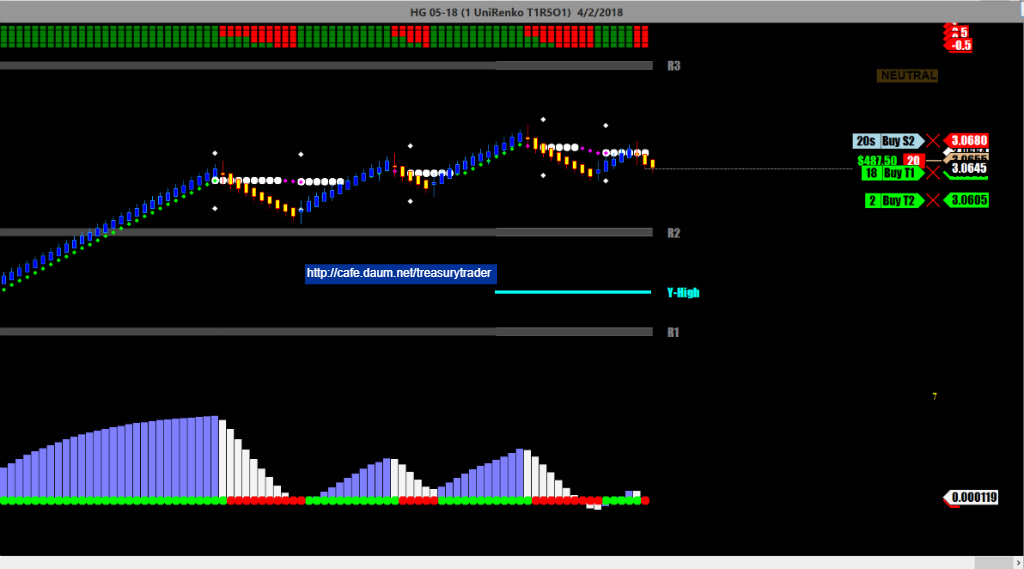 HG 05-18 (1 UniRenko T1R5O1) 4/2/2018
-0.5
R3
NEUTRAL
20s Buy S2 3.0680
$487.50 20
3.0645
18 Buy T1
2 Buy T2 3.0605
R2
http://cafe.daum.net/treasurytrader
Y-High
R1
7
0.000119